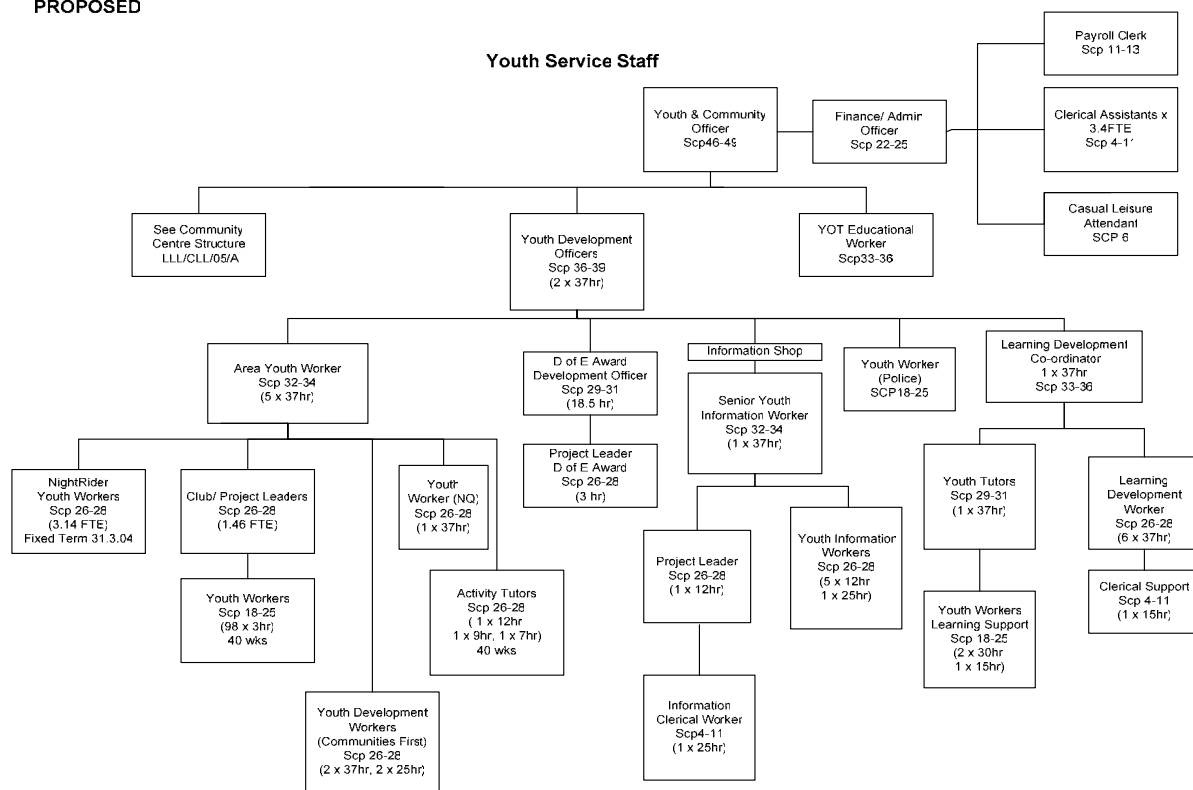 PROPOSED
Youth Service Staff
Payroll Clerk
Scp 11-13
Youth & Community
Officer
Scp46-49
Finance/ Admin
Officer
Scp 22-25
Clerical Assistants x
3.4FTE
Scp 4-11
Casual Leisure
Attendant
SCP 6
See Community
Centre Structure
LLL/CLL/05/A
Youth Development
Officers
Scp 36-39
(2 x 37hr)
YOT Educational
Worker
Scp33-36
Area Youth Worker
Scp 32-34
(5 x 37hr)
D of E Award
Development Officer
Scp 29-31
(18.5 hr)
Information Shop
Senior Youth
Information Worker
Scp 32-34
(1 x 37hr)
Youth Worker
(Police)
SCP18-25
Learning Development
Co-ordinator
1 x 37hr
Scp 33-36
NightRider
Youth Workers
Scp 26-28
(3.14 FTE)
Fixed Term 31.3.04
Club/ Project Leaders
Scp 26-28
(1.46 FTE)
Youth
Worker (NQ)
Scp 26-28
(1 x 37hr)
Project Leader
D of E Award
Scp 26-28
(3 hr)
Youth Tutors
Scp 29-31
(1 x 37hr)
Learning
Development
Worker
Scp 26-28
(6 x 37hr)
Youth Workers
Scp 18-25
(98 x 3hr)
40 wks
Activity Tutors
Scp 26-28
( 1 x 12hr
1 x 9hr, 1 x 7hr)
40 wks
Project Leader
Scp 26-28
(1 x 12hr)
Youth Information
Workers
Scp 26-28
(5 x 12hr
1 x 25hr)
Youth Workers
Learning Support
Scp 18-25
(2 x 30hr
1 x 15hr)
Clerical Support
Scp 4-11
(1 x 15hr)
Youth Development
Workers
(Communities First)
Scp 26-28
(2 x 37hr, 2 x 25hr)
Information
Clerical Worker
Scp4-11
(1 x 25hr)